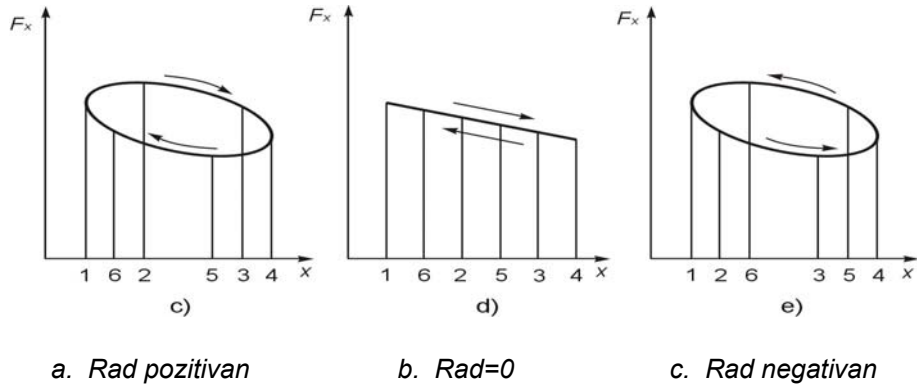 Fx
Fx
Fx
1 6 2 5 3 4 x
1 6 2 5 3 4 x
1 2 6 3 5 4 x
c)
d)
e)
a. Rad pozitivan
b. Rad=0
c. Rad negativan